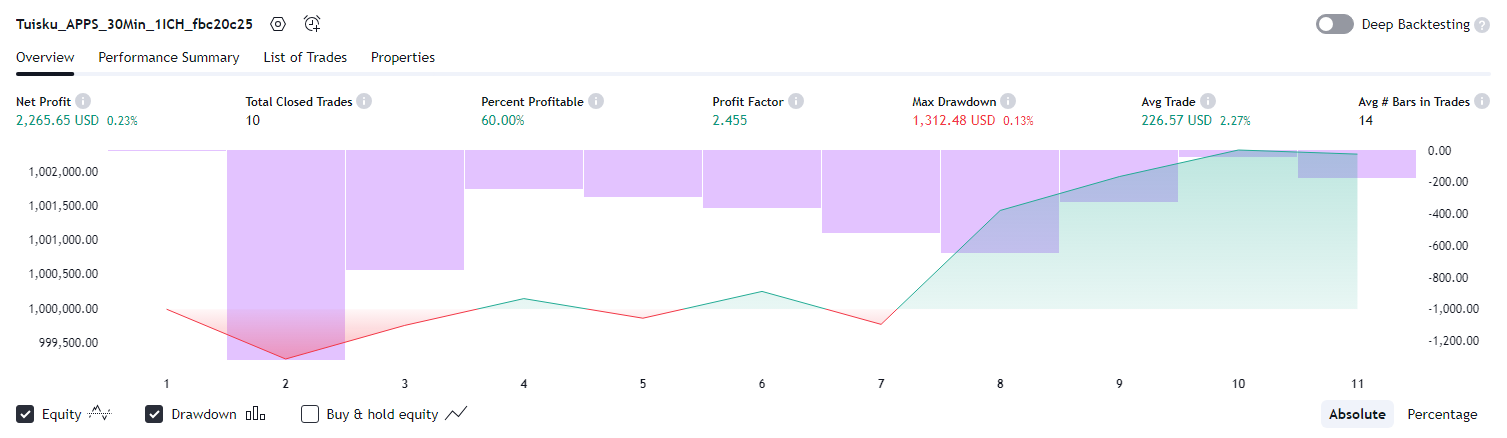 Tuisku_APPS_30Min_1ICH_fbc20c25 Deep Backtesting ?
Overview Performance Summary List of Trades Properties
Net Profit Total Closed Trades Percent Profitable Profit Factor Max Drawdown Avg Trade Avg # Bars in Trades
2,265.65 USD 0.23% 10 60.00% 2.455 1,312.48 USD 0.13% 226.57 USD 2.27% 14
0.00
1,002,000.00
-200.00
1,001,500.00
-400.00
1,001,000.00
-600.00
1,000,500.00
-800.00
1,000,000.00 -1,000.00
999,500.00 -1,200.00
1 2 3 4 5 6 7 8 9 10 11
Equity Drawdown Buy & hold equity Absolute Percentage